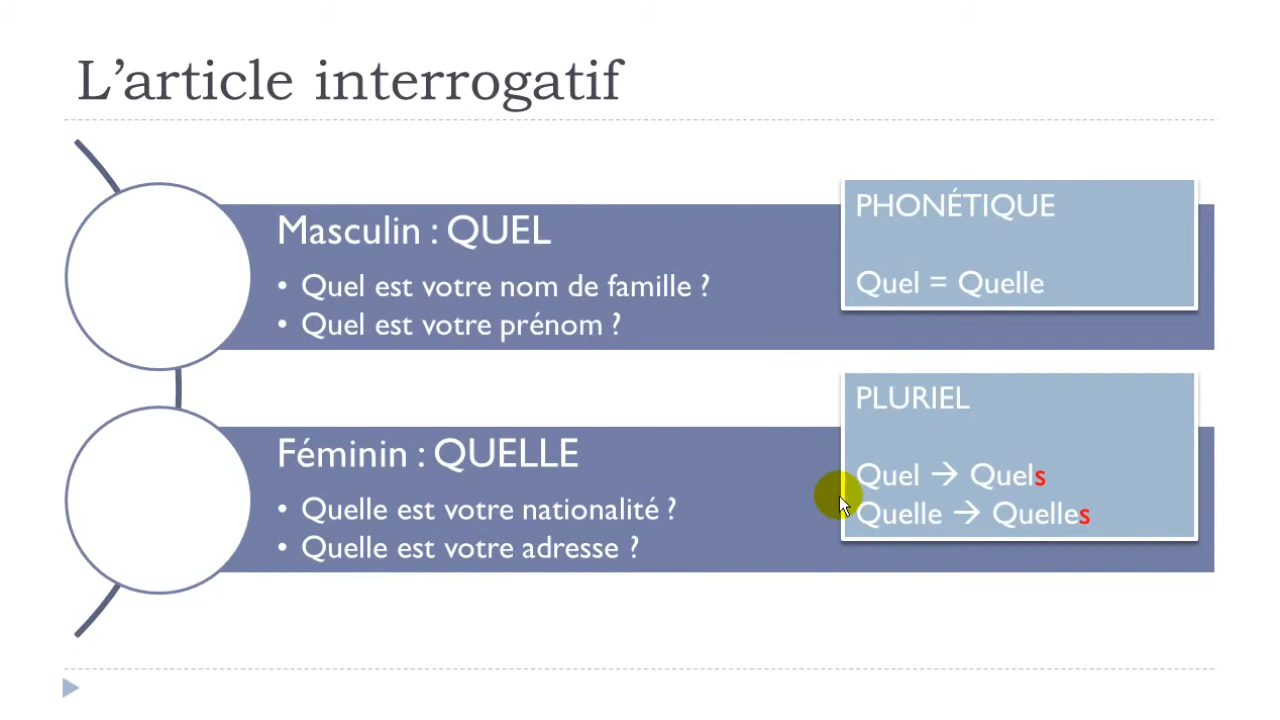 L’article interrogatif
Masculin : QUEL
• Quel est votre nom de famille ?
• Quel est votre prénom ?
PHONÉTIQUE
Quel = Quelle
Féminin : QUELLE
• Quelle est votre nationalité ?
• Quelle est votre adresse ?
PLURIEL
Quel → Quels
Quelle → Quelles